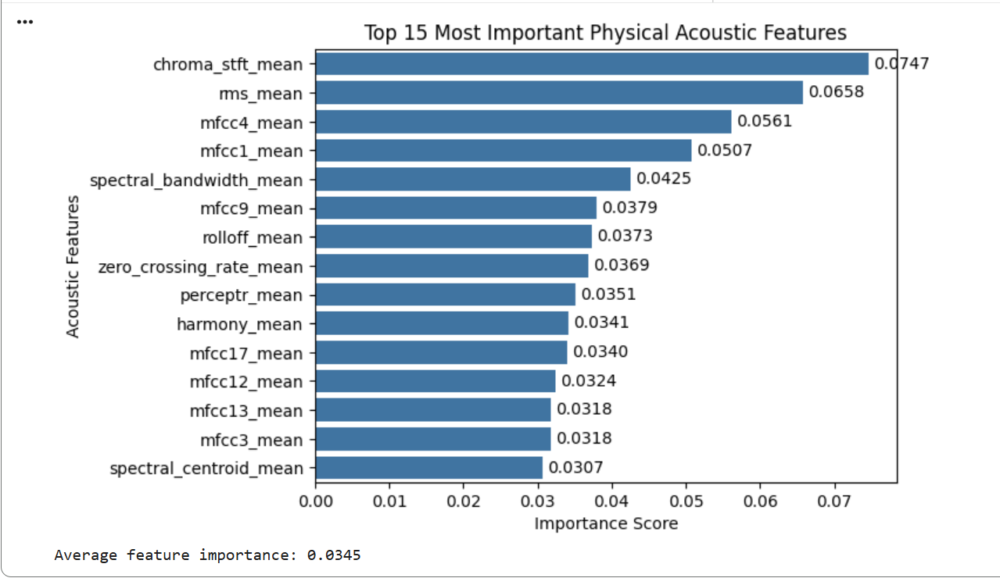 ...
Top 15 Most Important Physical Acoustic Features
chroma_stft_mean 0.0747
rms_mean 0.0658
mfcc4_mean 0.0561
mfcc1_mean 0.0507
spectral_bandwidth_mean 0.0425
mfcc9_mean 0.0379
rolloff_mean 0.0373
zero_crossing_rate_mean 0.0369
perceptr_mean 0.0351
harmony_mean 0.0341
mfcc17_mean 0.0340
mfcc12_mean 0.0324
mfcc13_mean 0.0318
mfcc3_mean 0.0318
spectral_centroid_mean 0.0307
Acoustic Features
0.00 0.01 0.02 0.03 0.04 0.05 0.06 0.07
Importance Score
Average feature importance: 0.0345